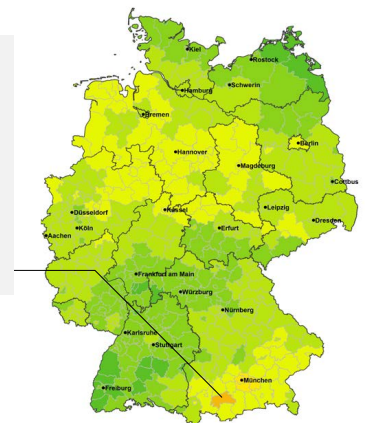 Kiel
Rostock
Schwerin
Hamburg
Bremen
Berlin
Hannover
Magdeburg
Cottbus
Leipzig
Kassel
Düsseldorf
Dresden
Köln
Erfurt
Aachen
Frankfurt am Main
Würzburg
Nürnberg
Karlsruhe
Stuttgart
München
Freiburg